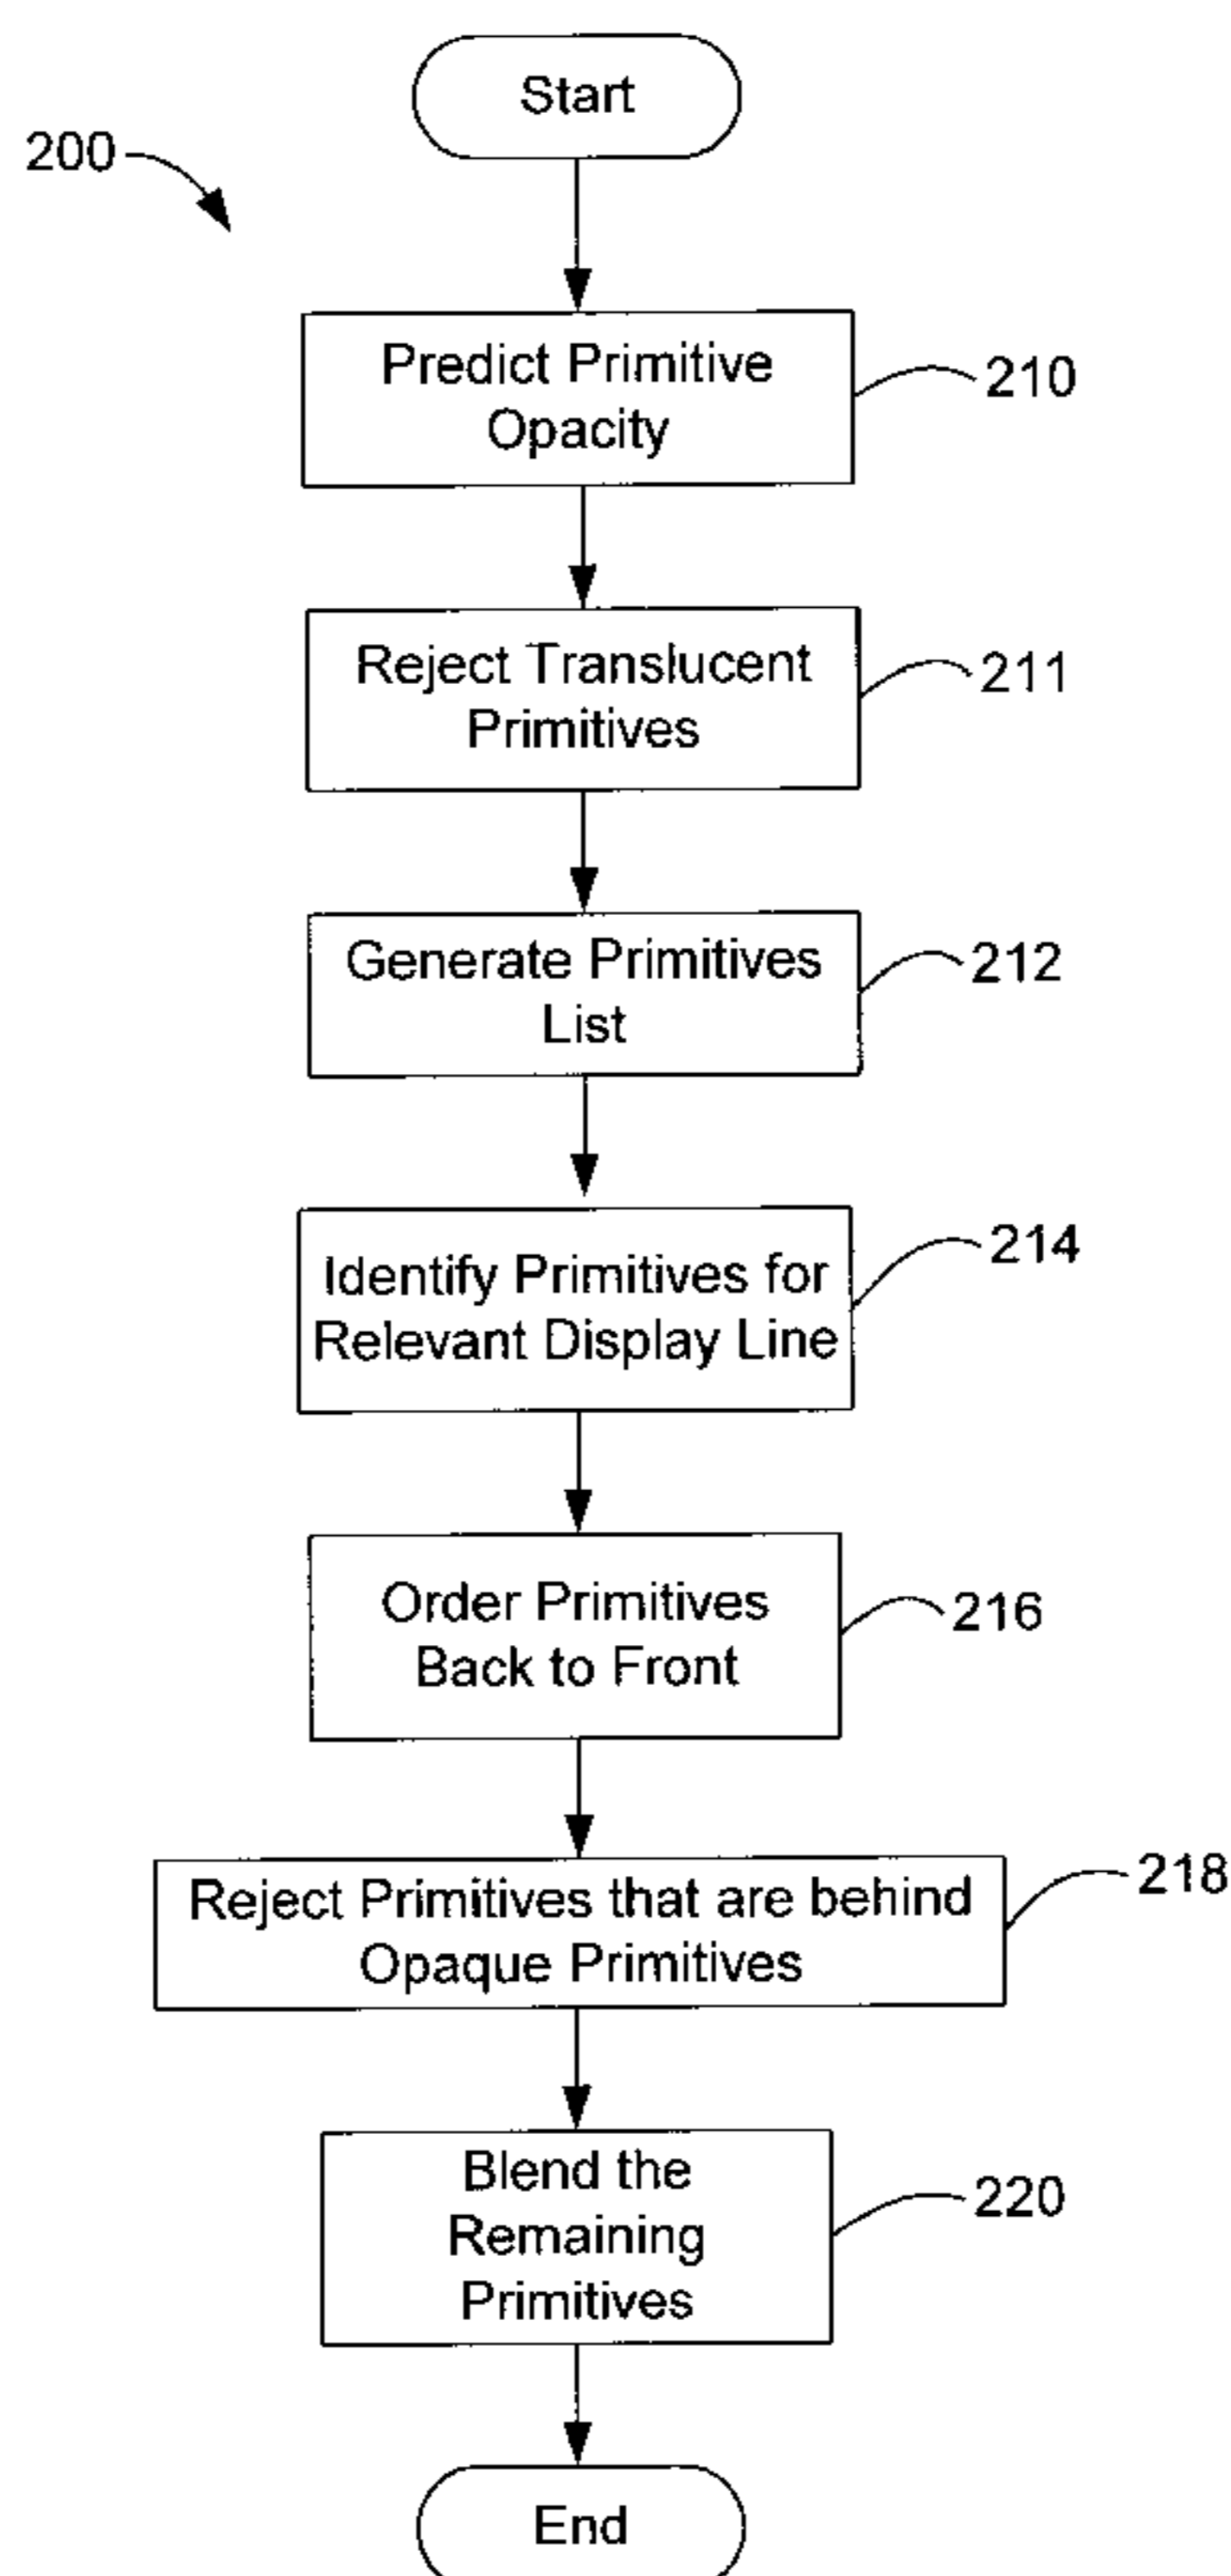 Start
200
Predict Primitive
Opacity
210
Reject Translucent
Primitives
211
Generate Primitives
List
212
Identify Primitives for
Relevant Display Line
214
Order Primitives
Back to Front
216
Reject Primitives that are behind
Opaque Primitives
218
Blend the
Remaining
Primitives
220
End